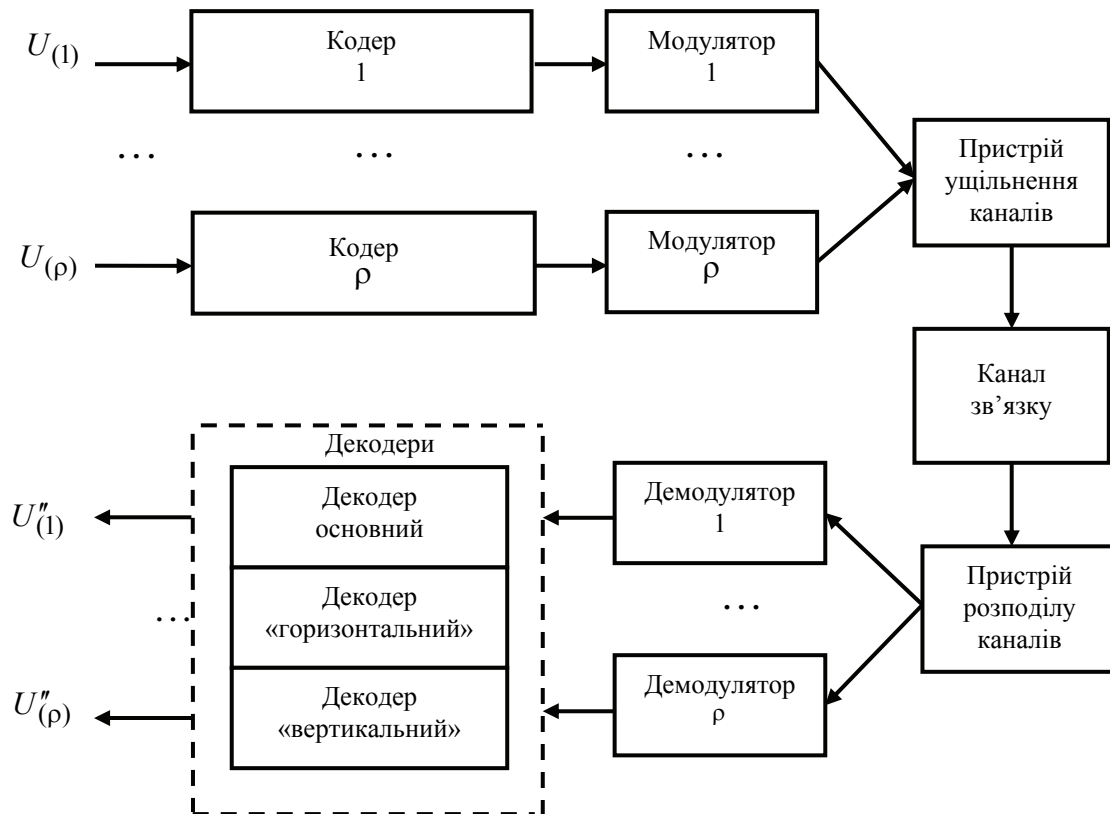 U(1)
Кодер
1
Модулятор
1
… … …
Пристрій
ущільнення
каналів
U(ρ)
Кодер
ρ
Модулятор
ρ
Канал
зв’язку
Декодери
U″(1)
Декодер
основний
Демодулятор
1
Пристрій
розподілу
каналів
…
Декодер
«горизонтальний»
…
U″(ρ)
Декодер
«вертикальний»
Демодулятор
ρ